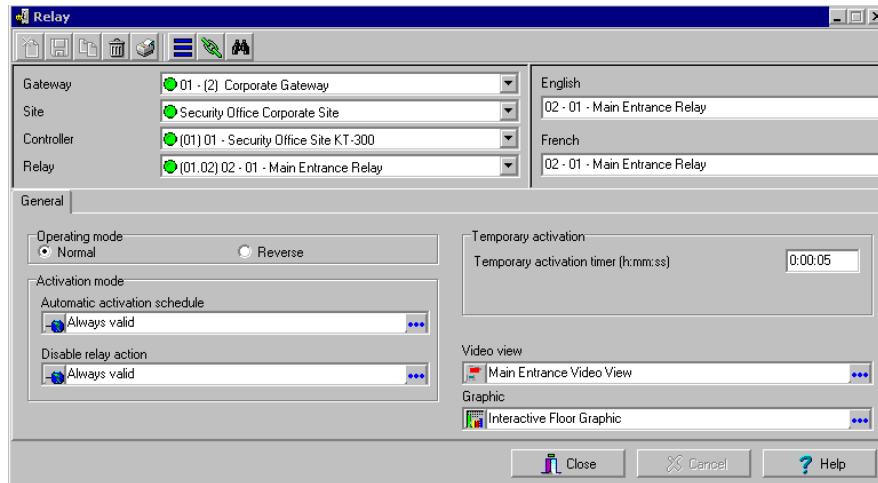 Relay
Gateway
01 - (2) Corporate Gateway
Site
Security Office Corporate Site
Controller
(01) 01 - Security Office Site KT-300
Relay
(01.02) 02 - 01 - Main Entrance Relay
English
02 - 01 - Main Entrance Relay
French
02 - 01 - Main Entrance Relay
General
Operating mode
Normal
Reverse
Activation mode
Automatic activation schedule
Always valid
Disable relay action
Always valid
Temporary activation
Temporary activation timer (h:mm:ss)
0:00:05
Video view
Main Entrance Video View
Graphic
Interactive Floor Graphic
Close
Cancel
Help